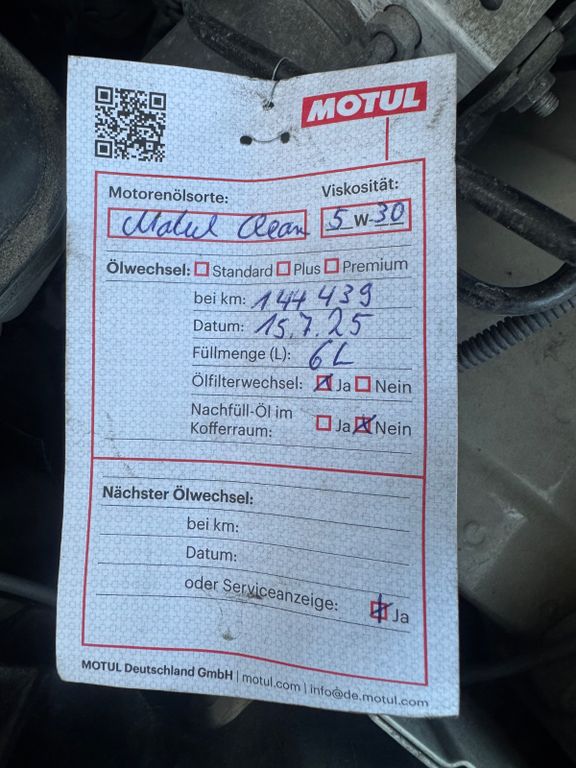 MOTUL
Motorenölsorte: Viskosität:
Motul Clean 5 W-30
Ölwechsel: ☐ Standard ☐ Plus ☐ Premium
bei km: 144 439
Datum: 15.7.25
Füllmenge (L): 6L
Ölfilterwechsel: ☒ Ja ☐ Nein
Nachfüll-Öl im
Kofferraum: ☐ Ja ☒ Nein
Nächster Ölwechsel:
bei km:
Datum:
oder Serviceanzeige: ☒ Ja
MOTUL Deutschland GmbH | motul.com | info@de.motul.com